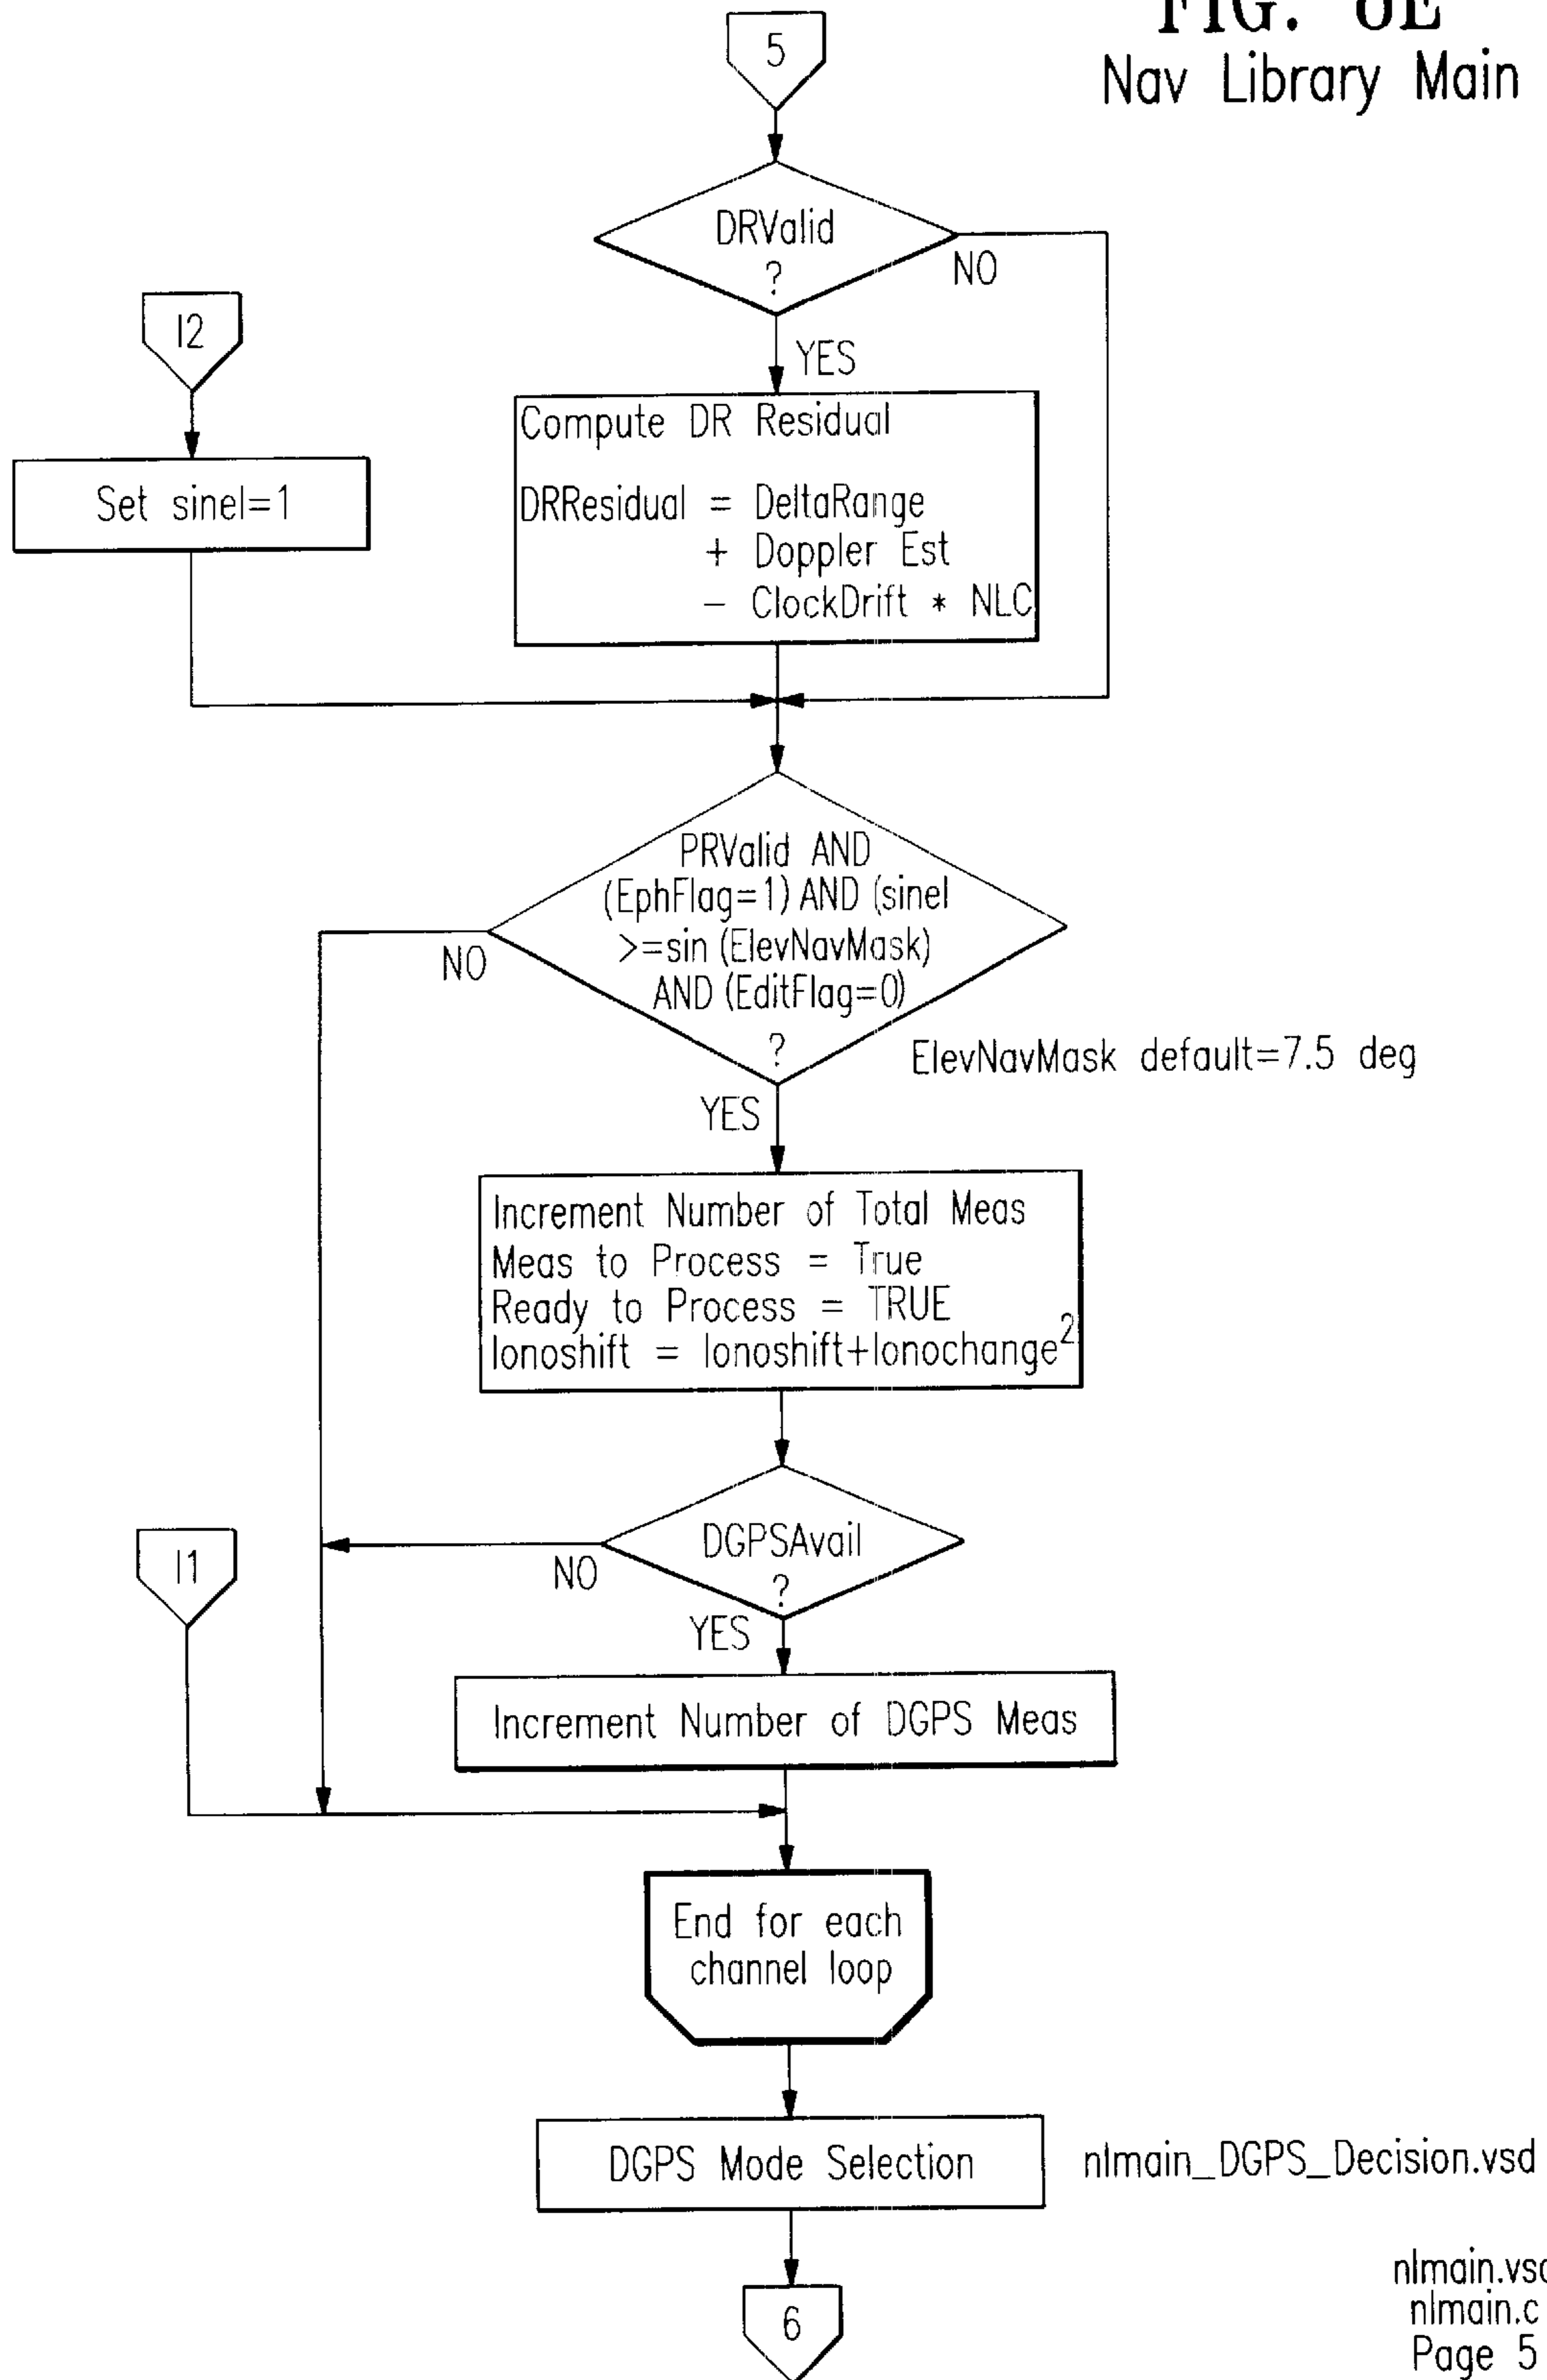 FIG. 8E
Nav Library Main
5
DRValid
?
NO
YES
I2
Set sinel=1
Compute DR Residual
DRResidual = DeltaRange
+ Doppler Est
- ClockDrift * NLC
PRValid AND
(EphFlag=1) AND (sinel
>=sin (ElevNavMask)
AND (EditFlag=0)
?
NO
ElevNavMask default=7.5 deg
YES
Increment Number of Total Meas
Meas to Process = True
Ready to Process = TRUE
Ionoshift = Ionoshift+Ionochange²
DGPSAvail
?
NO
YES
I1
Increment Number of DGPS Meas
End for each
channel loop
DGPS Mode Selection
nlmain_DGPS_Decision.vsd
6
nlmain.vsd
nlmain.c
Page 5